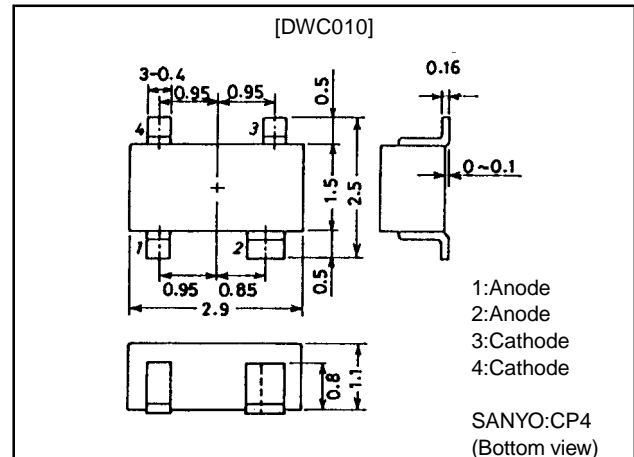 [DWC010]
3-0.4
0.95 0.95
0.5
0.16
4 3
1.5
2.5
0~0.1
1 2
0.95 0.85
0.5
2.9
1:Anode
2:Anode
3:Cathode
4:Cathode
0.8
1.1
SANYO:CP4
(Bottom view)